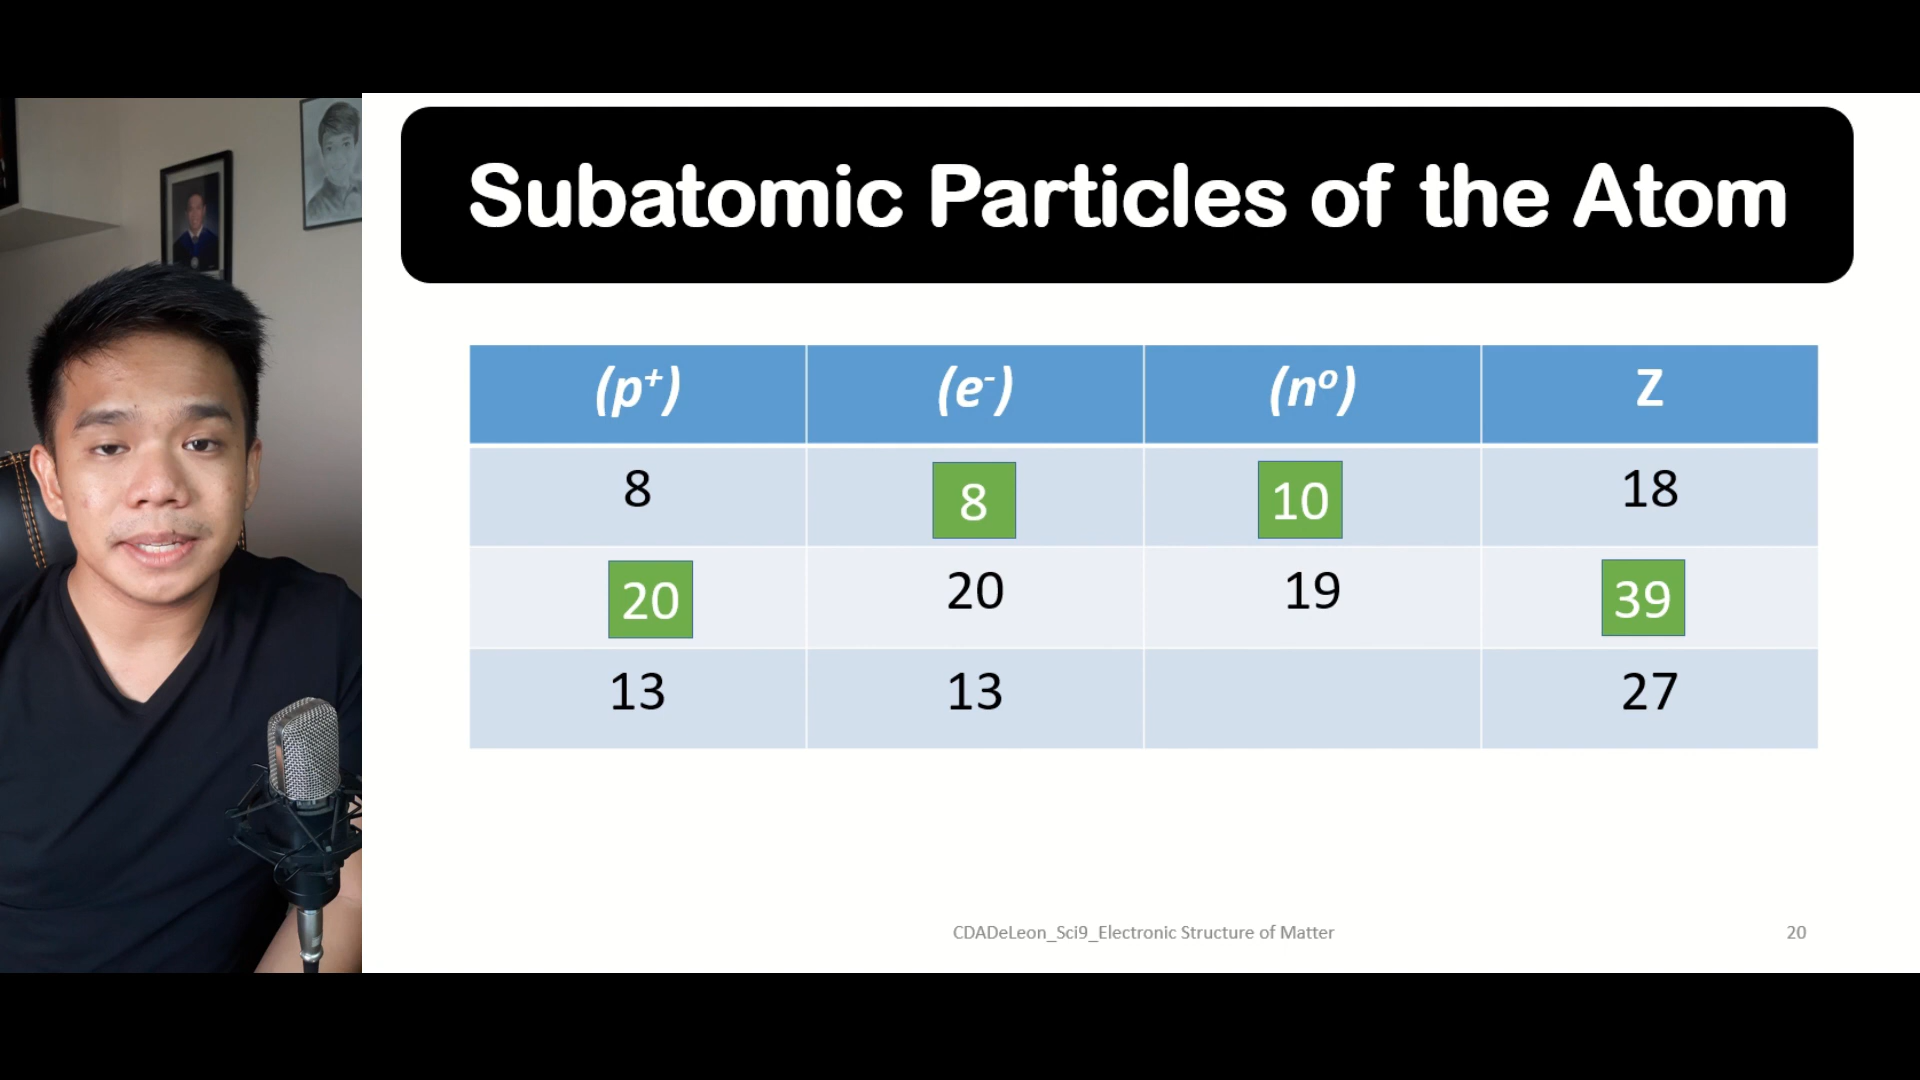 Subatomic Particles of the Atom
(p⁺) (e⁻) (nᵒ) Z
8 8 10 18
20 20 19 39
13 13 27
CDADeLeon_Sci9_Electronic Structure of Matter 20